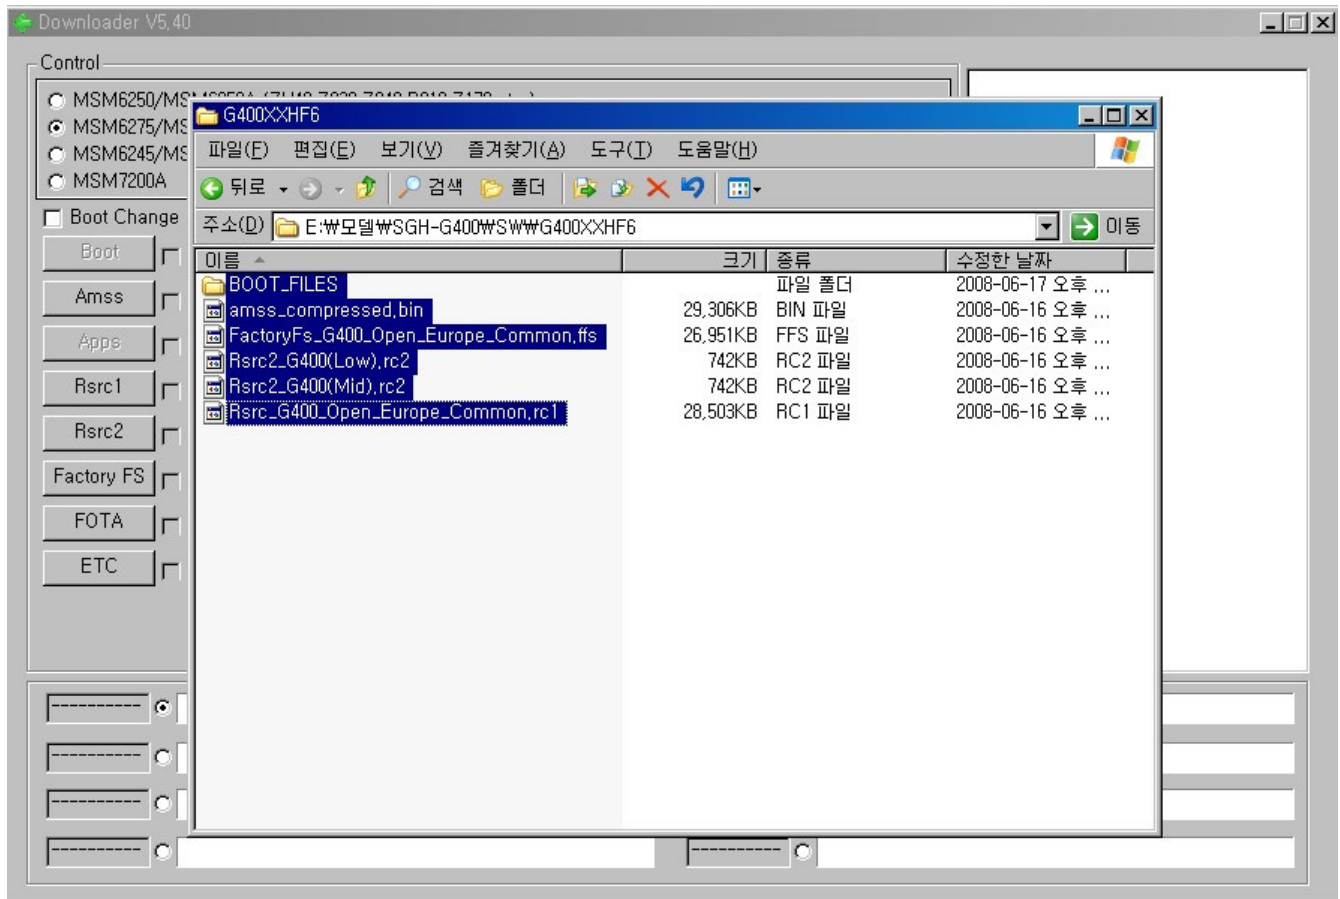 Downloader V5,40
Control
MSM6250/MS
MSM6275/MS
MSM6245/MS
MSM7200A
Boot Change
Boot
Amss
Apps
Rsrc1
Rsrc2
Factory FS
FOTA
ETC
G400XXHF6
파일(F) 편집(E) 보기(V) 즐겨찾기(A) 도구(T) 도움말(H)
뒤로 검색 폴더
주소(D) E:₩모델₩SGH-G400₩SW₩G400XXHF6 이동
이름 크기 종류 수정한 날짜
BOOT_FILES 파일 폴더 2008-06-17 오후 ...
amss_compressed,bin 29,306KB BIN 파일 2008-06-16 오후 ...
FactoryFs_G400_Open_Europe_Common,ffs 26,951KB FFS 파일 2008-06-16 오후 ...
Rsrc2_G400(Low),rc2 742KB RC2 파일 2008-06-16 오후 ...
Rsrc2_G400(Mid),rc2 742KB RC2 파일 2008-06-16 오후 ...
Rsrc_G400_Open_Europe_Common,rc1 28,503KB RC1 파일 2008-06-16 오후 ...
----------
----------
----------
---------- ----------